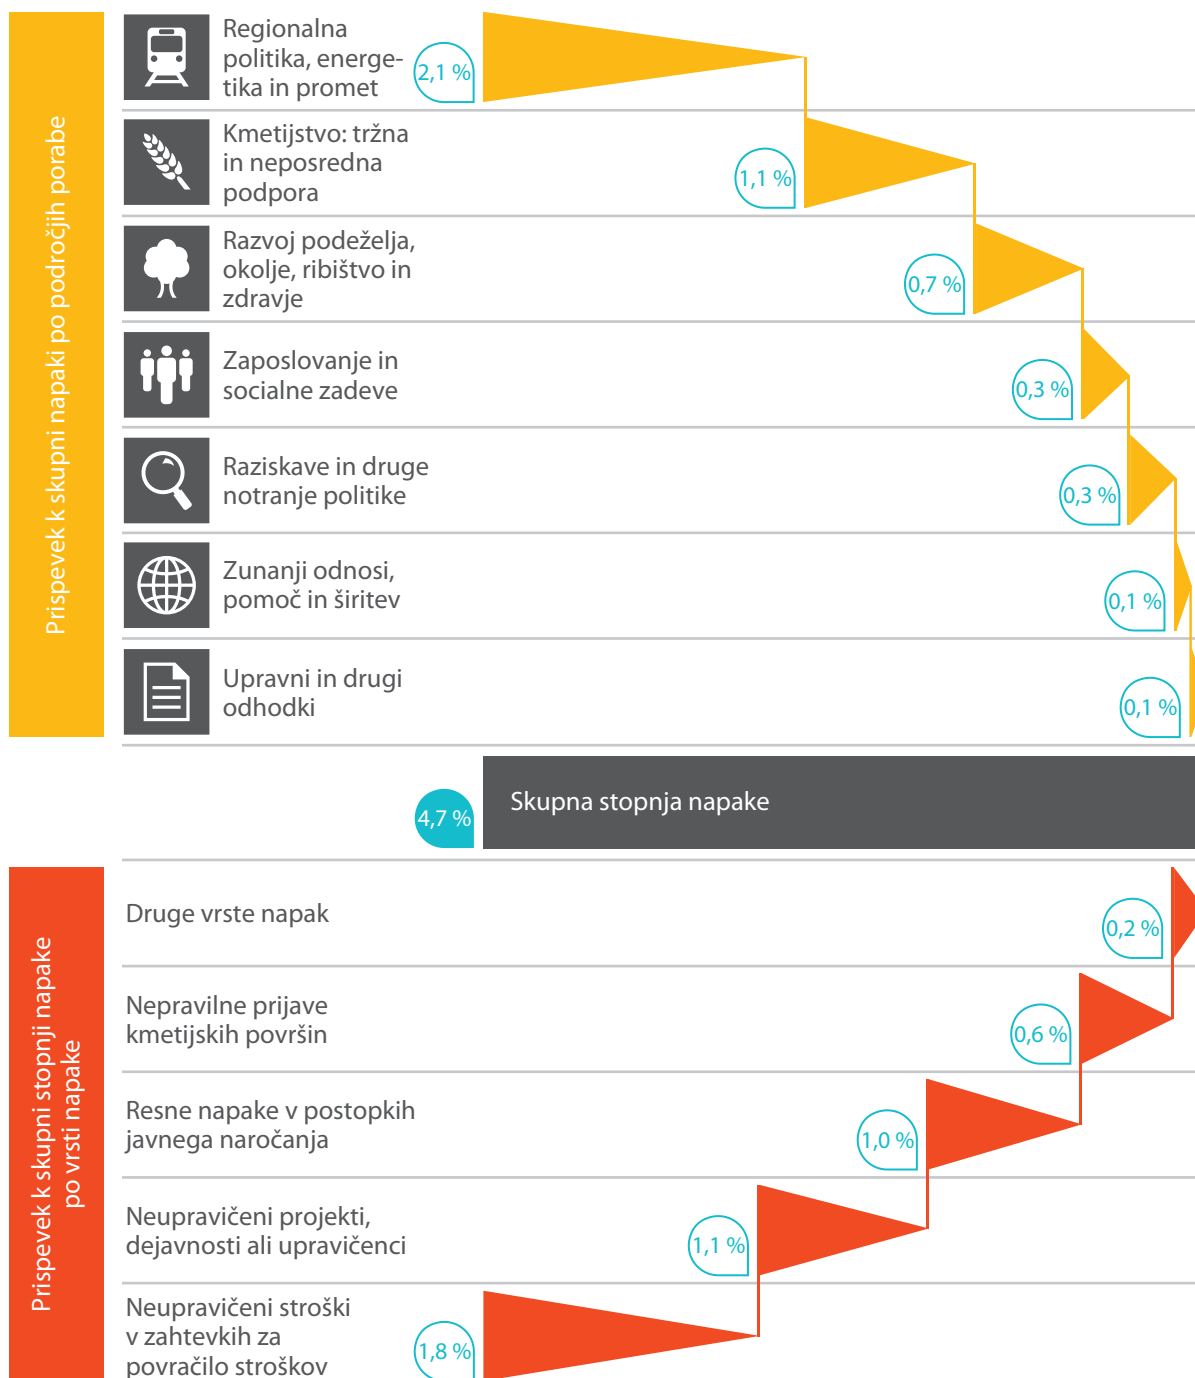 Prispevek k skupni napaki po področjih porabe
Regionalna
politika, energe-
tika in promet
2,1 %
Kmetijstvo: tržna
in neposredna
podpora
1,1 %
Razvoj podeželja,
okolje, ribištvo in
zdravje
0,7 %
Zaposlovanje in
socialne zadeve
0,3 %
Raziskave in druge
notranje politike
0,3 %
Zunanji odnosi,
pomoč in širitev
0,1 %
Upravni in drugi
odhodki
0,1 %
4,7 %
Skupna stopnja napake
Prispevek k skupni stopnji napake
po vrsti napake
Druge vrste napak
0,2 %
Nepravilne prijave
kmetijskih površin
0,6 %
Resne napake v postopkih
javnega naročanja
1,0 %
Neupravičeni projekti,
dejavnosti ali upravičenci
1,1 %
Neupravičeni stroški
v zahtevkih za
povračilo stroškov
1,8 %